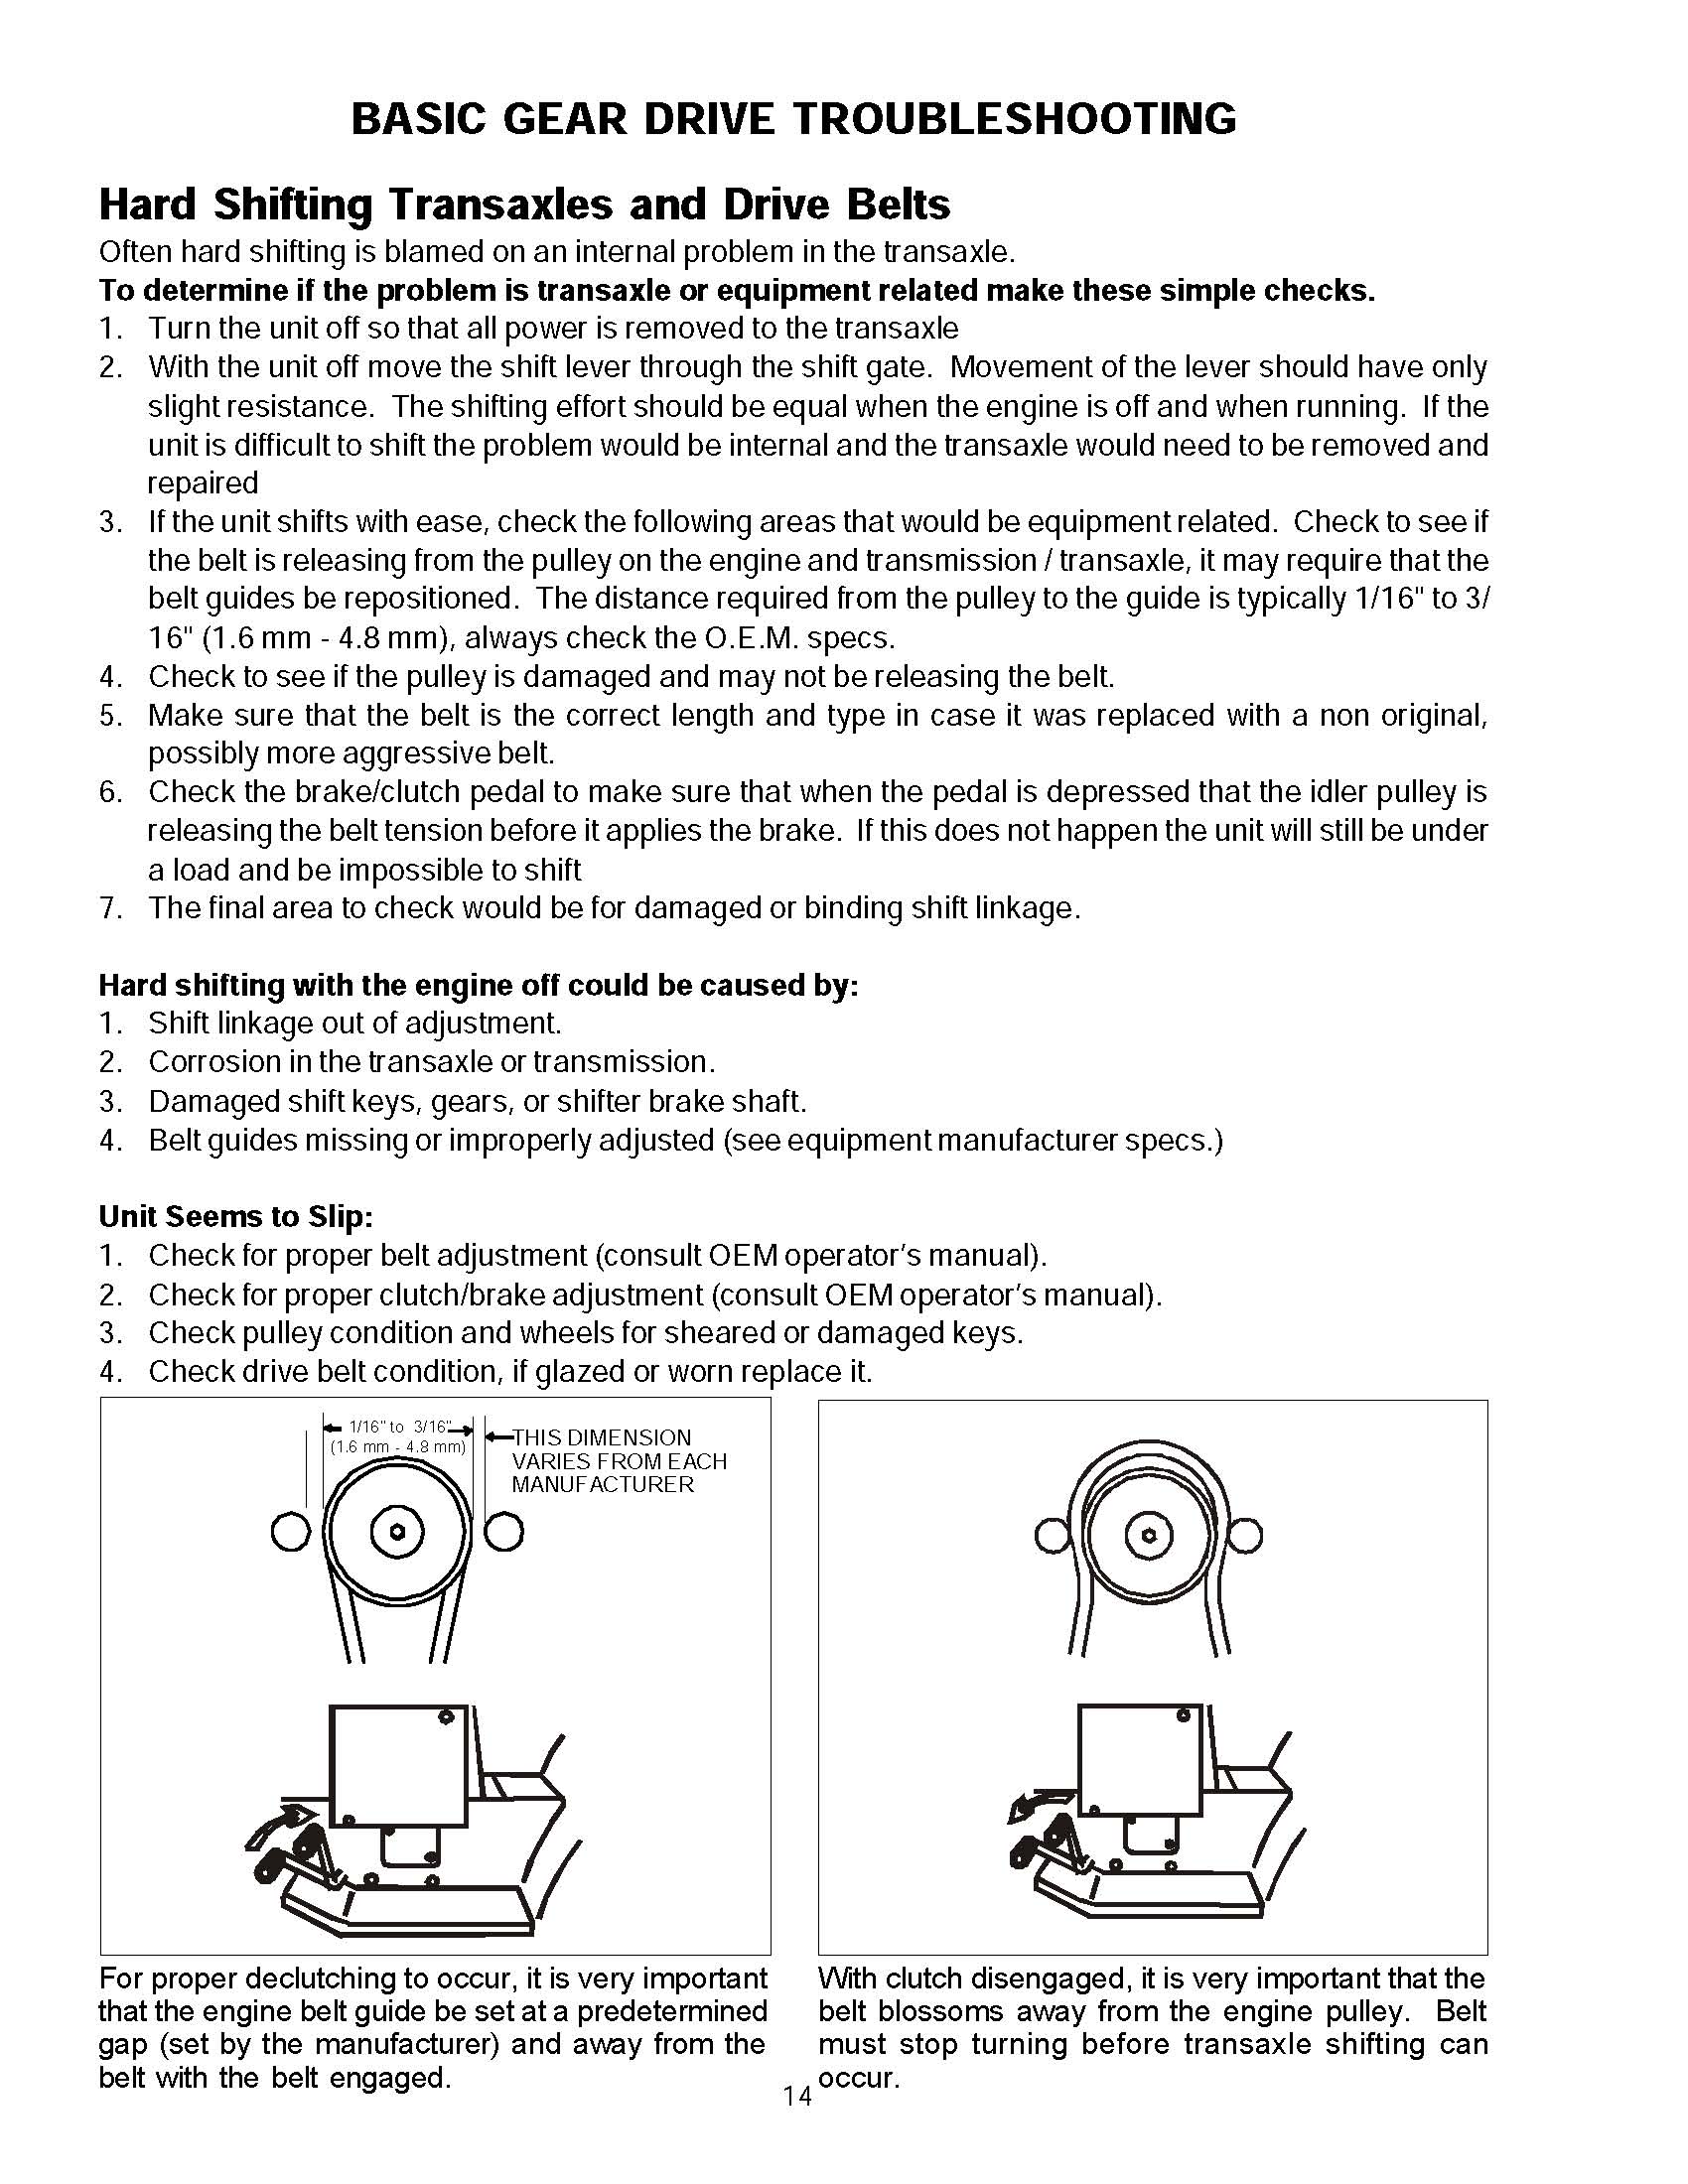 BASIC GEAR DRIVE TROUBLESHOOTING
Hard Shifting Transaxles and Drive Belts
Often hard shifting is blamed on an internal problem in the transaxle.
To determine if the problem is transaxle or equipment related make these simple checks.
1. Turn the unit off so that all power is removed to the transaxle
2. With the unit off move the shift lever through the shift gate. Movement of the lever should have only
slight resistance. The shifting effort should be equal when the engine is off and when running. If the
unit is difficult to shift the problem would be internal and the transaxle would need to be removed and
repaired
3. If the unit shifts with ease, check the following areas that would be equipment related. Check to see if
the belt is releasing from the pulley on the engine and transmission / transaxle, it may require that the
belt guides be repositioned. The distance required from the pulley to the guide is typically 1/16" to 3/
16" (1.6 mm - 4.8 mm), always check the O.E.M. specs.
4. Check to see if the pulley is damaged and may not be releasing the belt.
5. Make sure that the belt is the correct length and type in case it was replaced with a non original,
possibly more aggressive belt.
6. Check the brake/clutch pedal to make sure that when the pedal is depressed that the idler pulley is
releasing the belt tension before it applies the brake. If this does not happen the unit will still be under
a load and be impossible to shift
7. The final area to check would be for damaged or binding shift linkage.
Hard shifting with the engine off could be caused by:
1. Shift linkage out of adjustment.
2. Corrosion in the transaxle or transmission.
3. Damaged shift keys, gears, or shifter brake shaft.
4. Belt guides missing or improperly adjusted (see equipment manufacturer specs.)
Unit Seems to Slip:
1. Check for proper belt adjustment (consult OEM operator's manual).
2. Check for proper clutch/brake adjustment (consult OEM operator's manual).
3. Check pulley condition and wheels for sheared or damaged keys.
4. Check drive belt condition, if glazed or worn replace it.
1/16" to 3/16"
(1.6 mm - 4.8 mm)
THIS DIMENSION
VARIES FROM EACH
MANUFACTURER
For proper declutching to occur, it is very important
that the engine belt guide be set at a predetermined
gap (set by the manufacturer) and away from the
belt with the belt engaged.
With clutch disengaged, it is very important that the
belt blossoms away from the engine pulley. Belt
must stop turning before transaxle shifting can
occur.
14